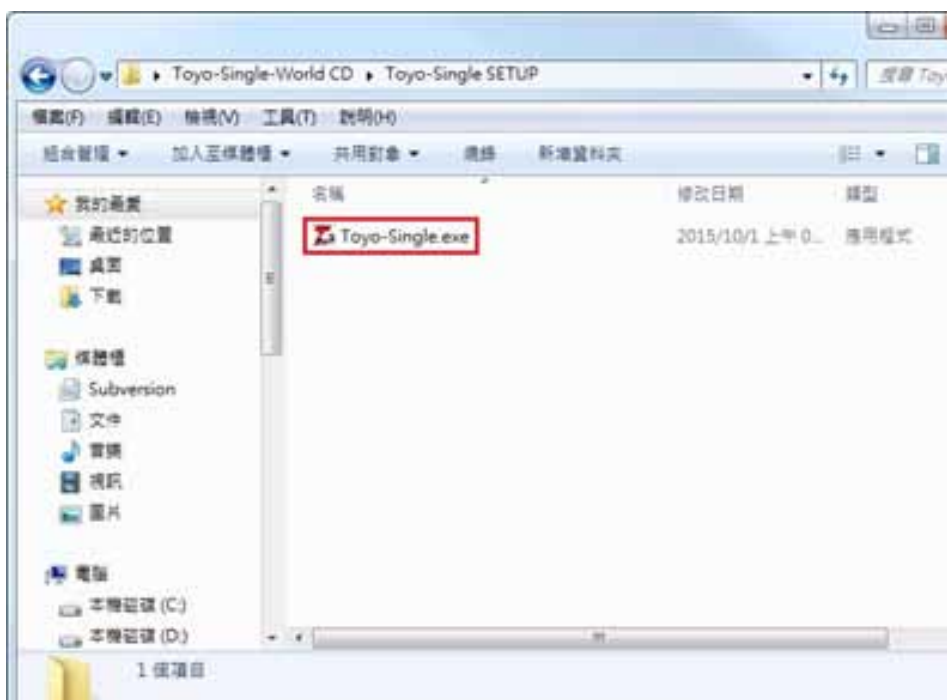 Toyo-Single-World CD ▸ Toyo-Single SETUP 搜尋 Toyo
檔案(F) 編輯(E) 檢視(V) 工具(T) 說明(H)
組合管理 加入至媒體櫃 共用對象 燒錄 新增資料夾
名稱 修改日期 類型
我的最愛
Toyo-Single.exe 2015/10/1 上午 0... 應用程式
最近的位置
桌面
下載
媒體櫃
Subversion
文件
音樂
視訊
圖片
電腦
本機磁碟 (C:)
本機磁碟 (D:)
1 個項目